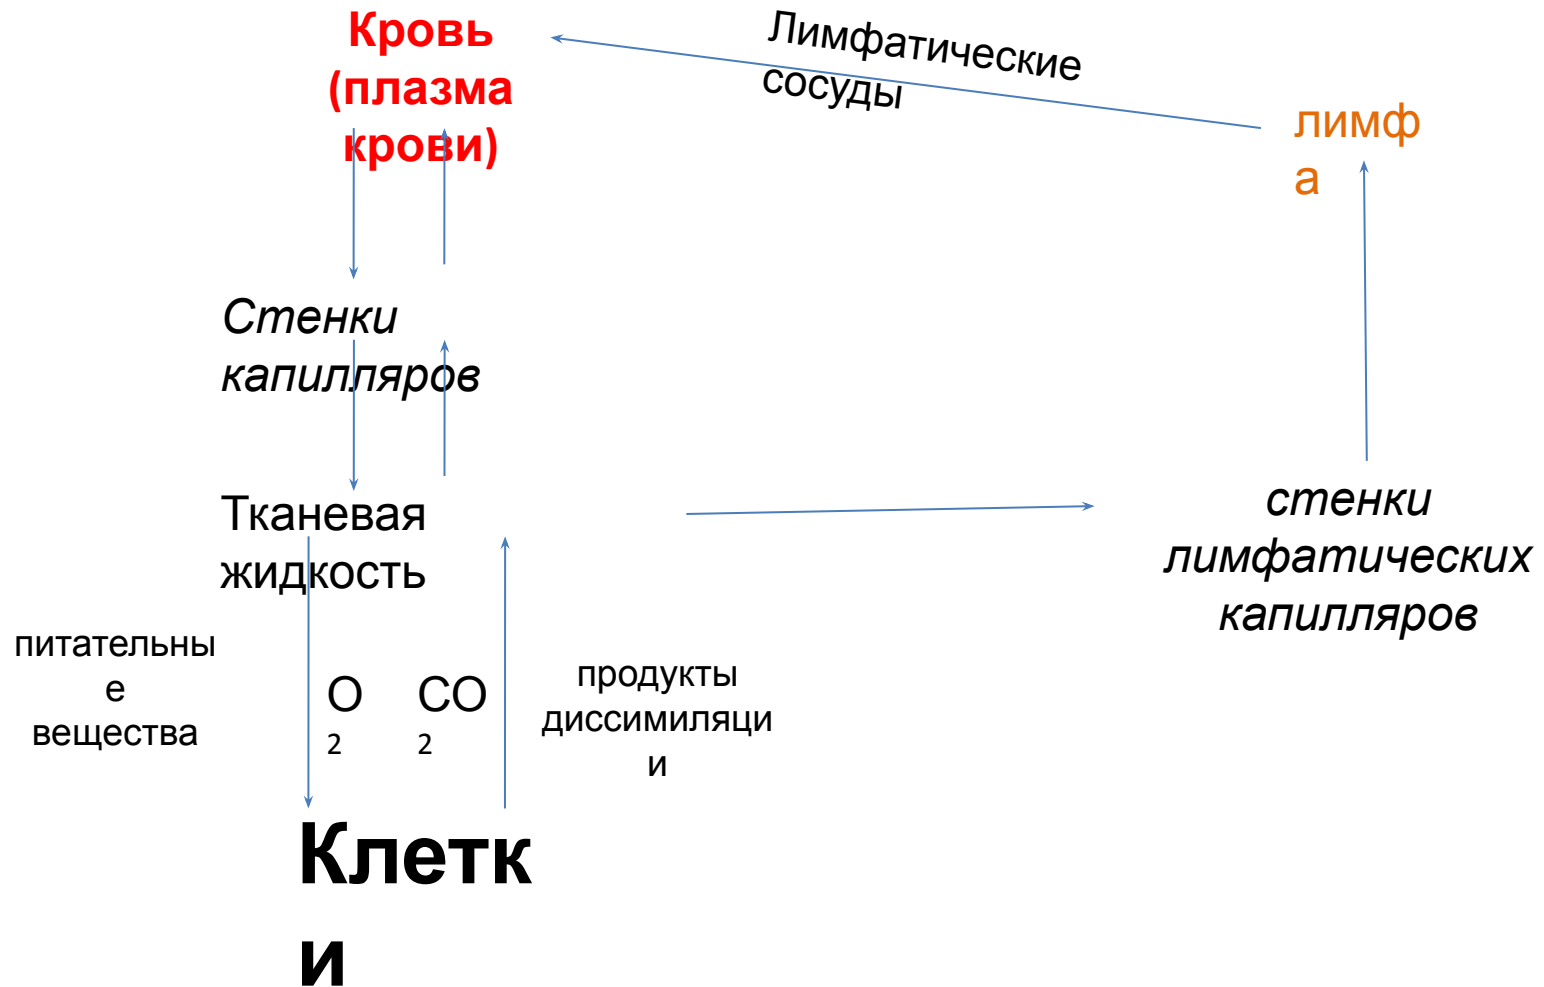 Кровь
(плазма
крови)
Лимфатические
сосуды
лимф
а
Стенки
капилляров
Тканевая
жидкость
стенки
лимфатических
капилляров
питательны
е
вещества
О
2
СО
2
продукты
диссимиляци
и
Клетк
и